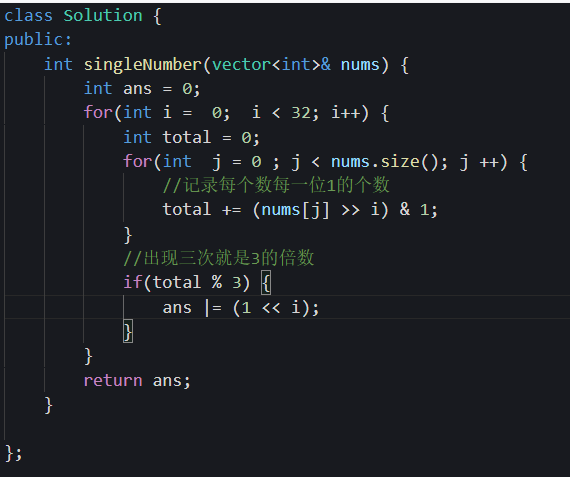 class Solution {
public:
    int singleNumber(vector<int>& nums) {
        int ans = 0;
        for(int i =  0;  i < 32; i++) {
            int total = 0;
            for(int  j = 0 ; j < nums.size(); j ++) {
                //记录每个数每一位1的个数
                total += (nums[j] >> i) & 1;
            }
            //出现三次就是3的倍数
            if(total % 3) {
                ans |= (1 << i);
            }
        }
        return ans;
    }
};